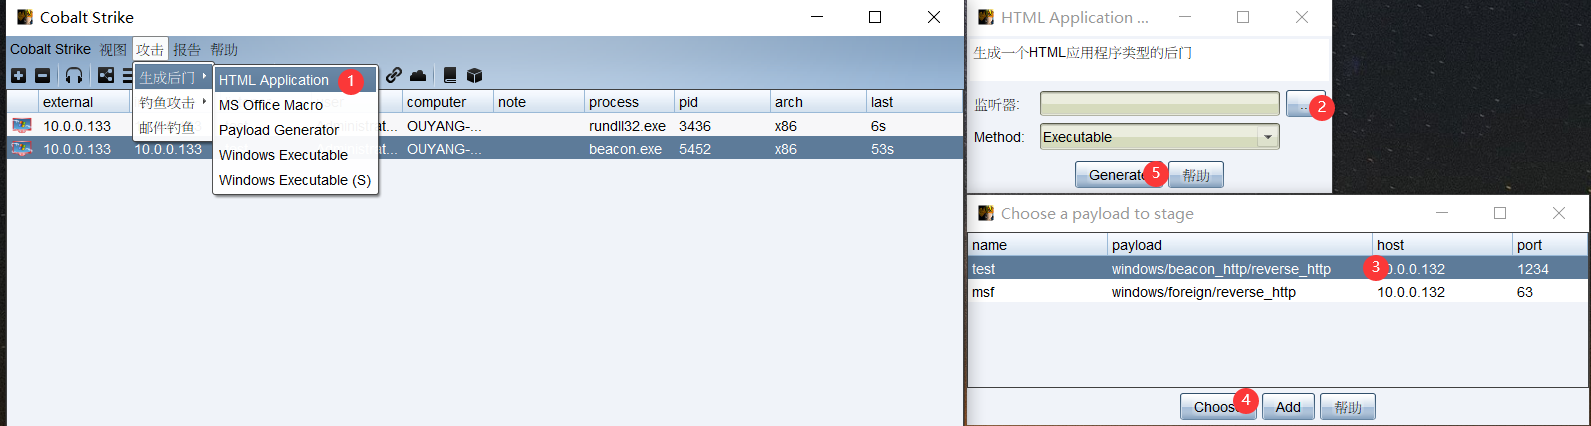 Cobalt Strike
Cobalt Strike 视图 攻击 报告 帮助
生成后门
钓鱼攻击
邮件钓鱼
HTML Application 1
MS Office Macro
Payload Generator
Windows Executable
Windows Executable (S)
external computer note process pid arch last
10.0.0.133 OUYANG-... rundll32.exe 3436 x86 6s
10.0.0.133 10.0.0.133 OUYANG-... beacon.exe 5452 x86 53s
HTML Application ...
生成一个HTML应用程序类型的后门
监听器: ... 2
Method: Executable
Generate 5 帮助
Choose a payload to stage
name payload host port
test windows/beacon_http/reverse_http 3 0.0.0.132 1234
msf windows/foreign/reverse_http 10.0.0.132 63
Choose 4 Add 帮助